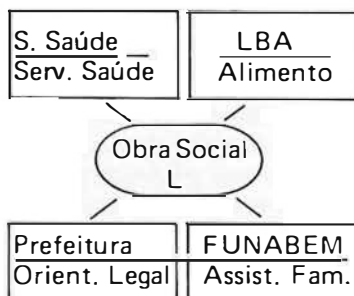 S. Saúde
Serv. Saúde
LBA
Alimento
Obra Social
L
Prefeitura
Orient. Legal
FUNABEM
Assist. Fam.